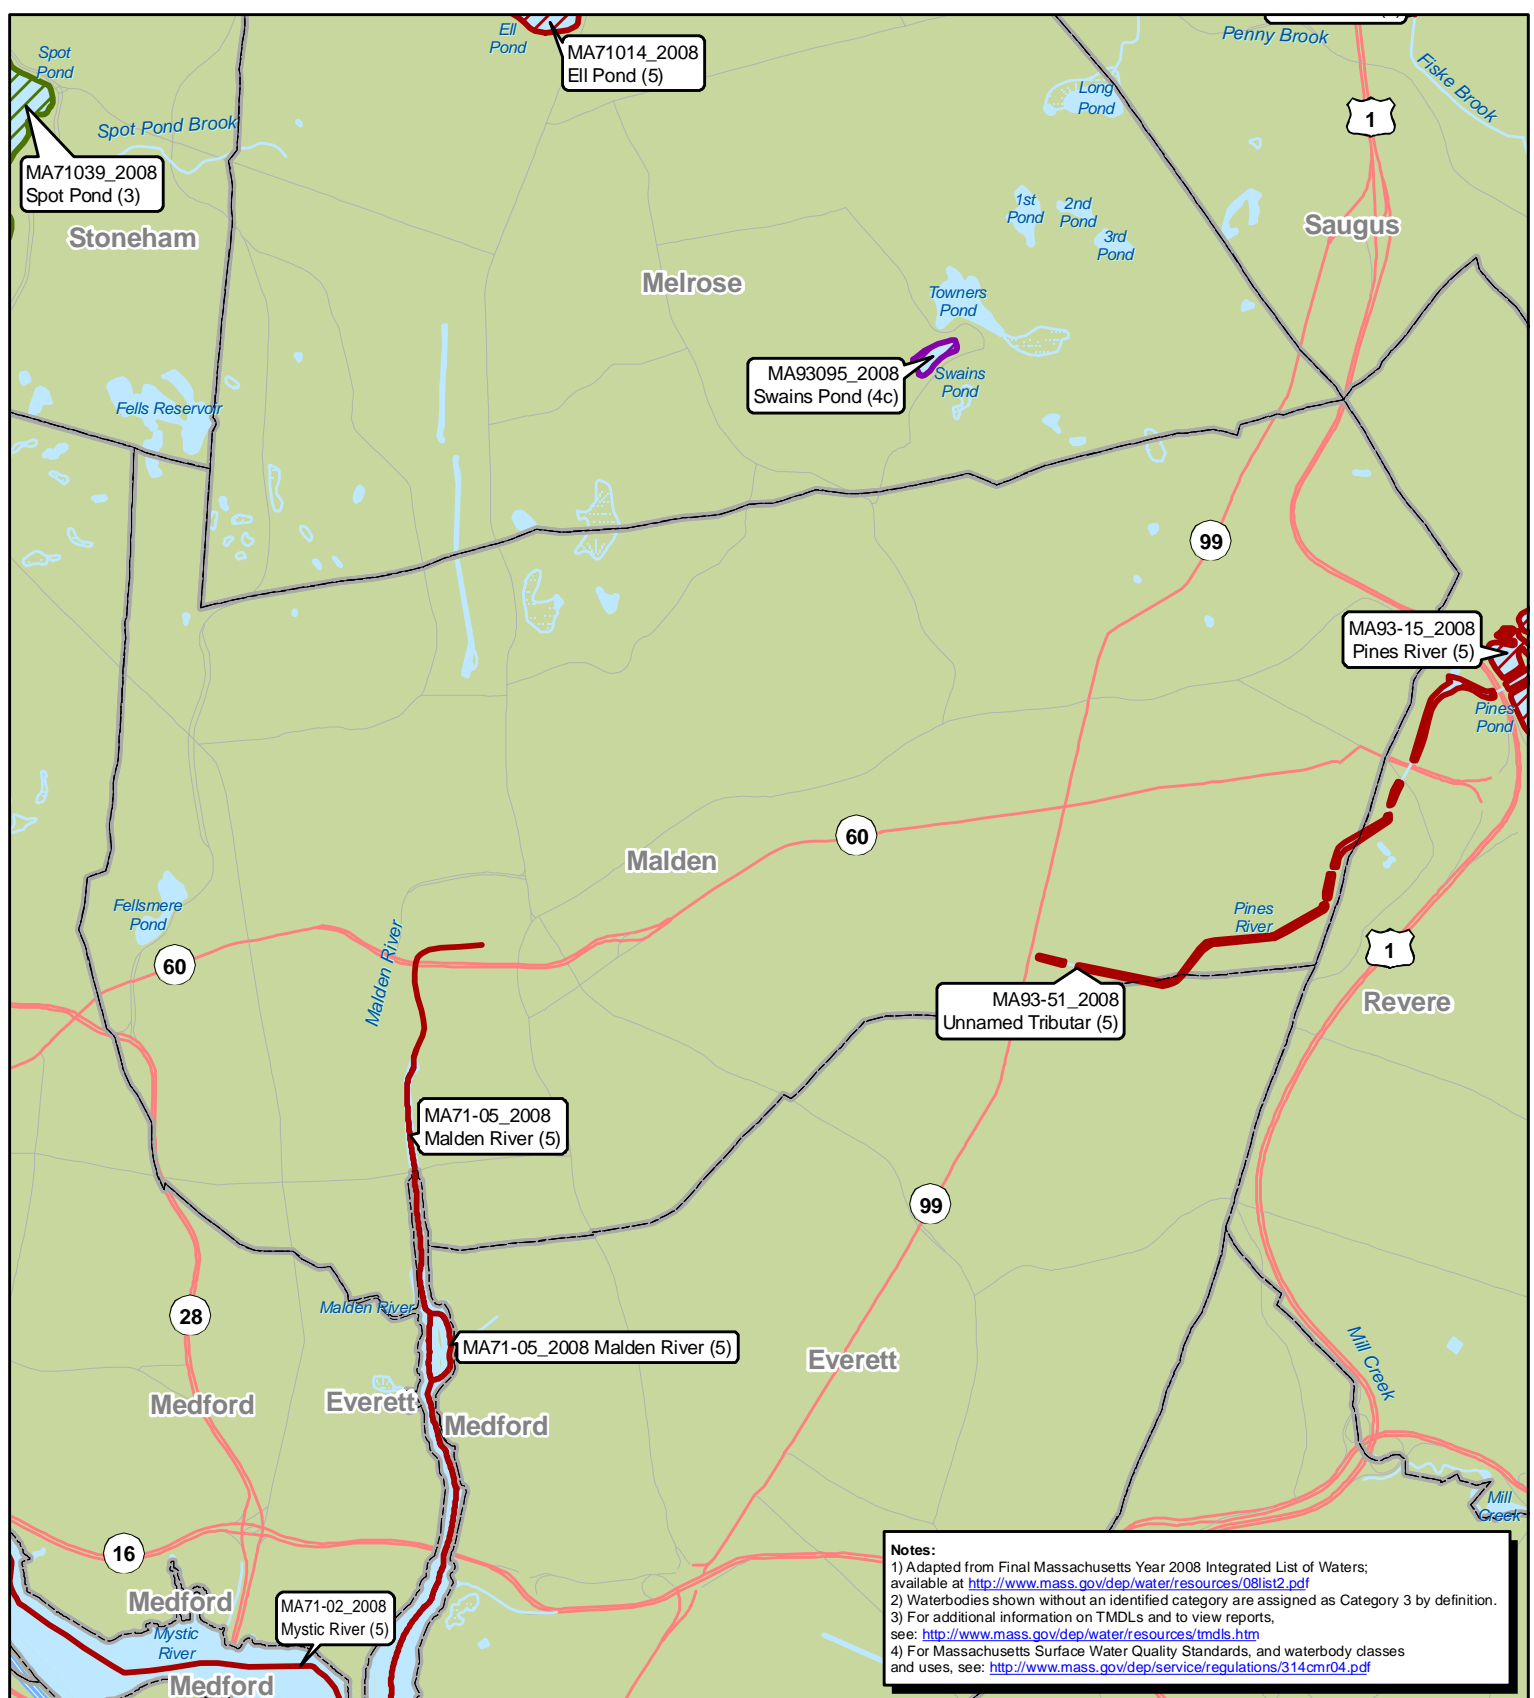 Ell
Pond
MA71014_2008
Ell Pond (5)
Penny Brook
Fiske Brook
Spot
Pond
Long
Pond
1
Spot Pond Brook
MA71039_2008
Spot Pond (3)
Stoneham
1st
Pond
2nd
Pond
3rd
Pond
Saugus
Melrose
Towners
Pond
MA93095_2008
Swains Pond (4c)
Swains
Pond
Fells Reservoir
99
MA93-15_2008
Pines River (5)
Pines
Pond
60
Malden
Fellsmere
Pond
Malden River
60
Pines
River
1
MA93-51_2008
Unnamed Tributar (5)
Revere
MA71-05_2008
Malden River (5)
99
Malden River
28
MA71-05_2008 Malden River (5)
Everett
Mill Creek
Medford
Everett
Medford
Mill
Creek
16
Medford
MA71-02_2008
Mystic River (5)
Mystic
River
Medford
Notes:
1) Adapted from Final Massachusetts Year 2008 Integrated List of Waters;
available at http://www.mass.gov/dep/water/resources/08list2.pdf
2) Waterbodies shown without an identified category are assigned as Category 3 by definition.
3) For additional information on TMDLs and to view reports,
see: http://www.mass.gov/dep/water/resources/tmdls.htm
4) For Massachusetts Surface Water Quality Standards, and waterbody classes
and uses, see: http://www.mass.gov/dep/service/regulations/314cmr04.pdf